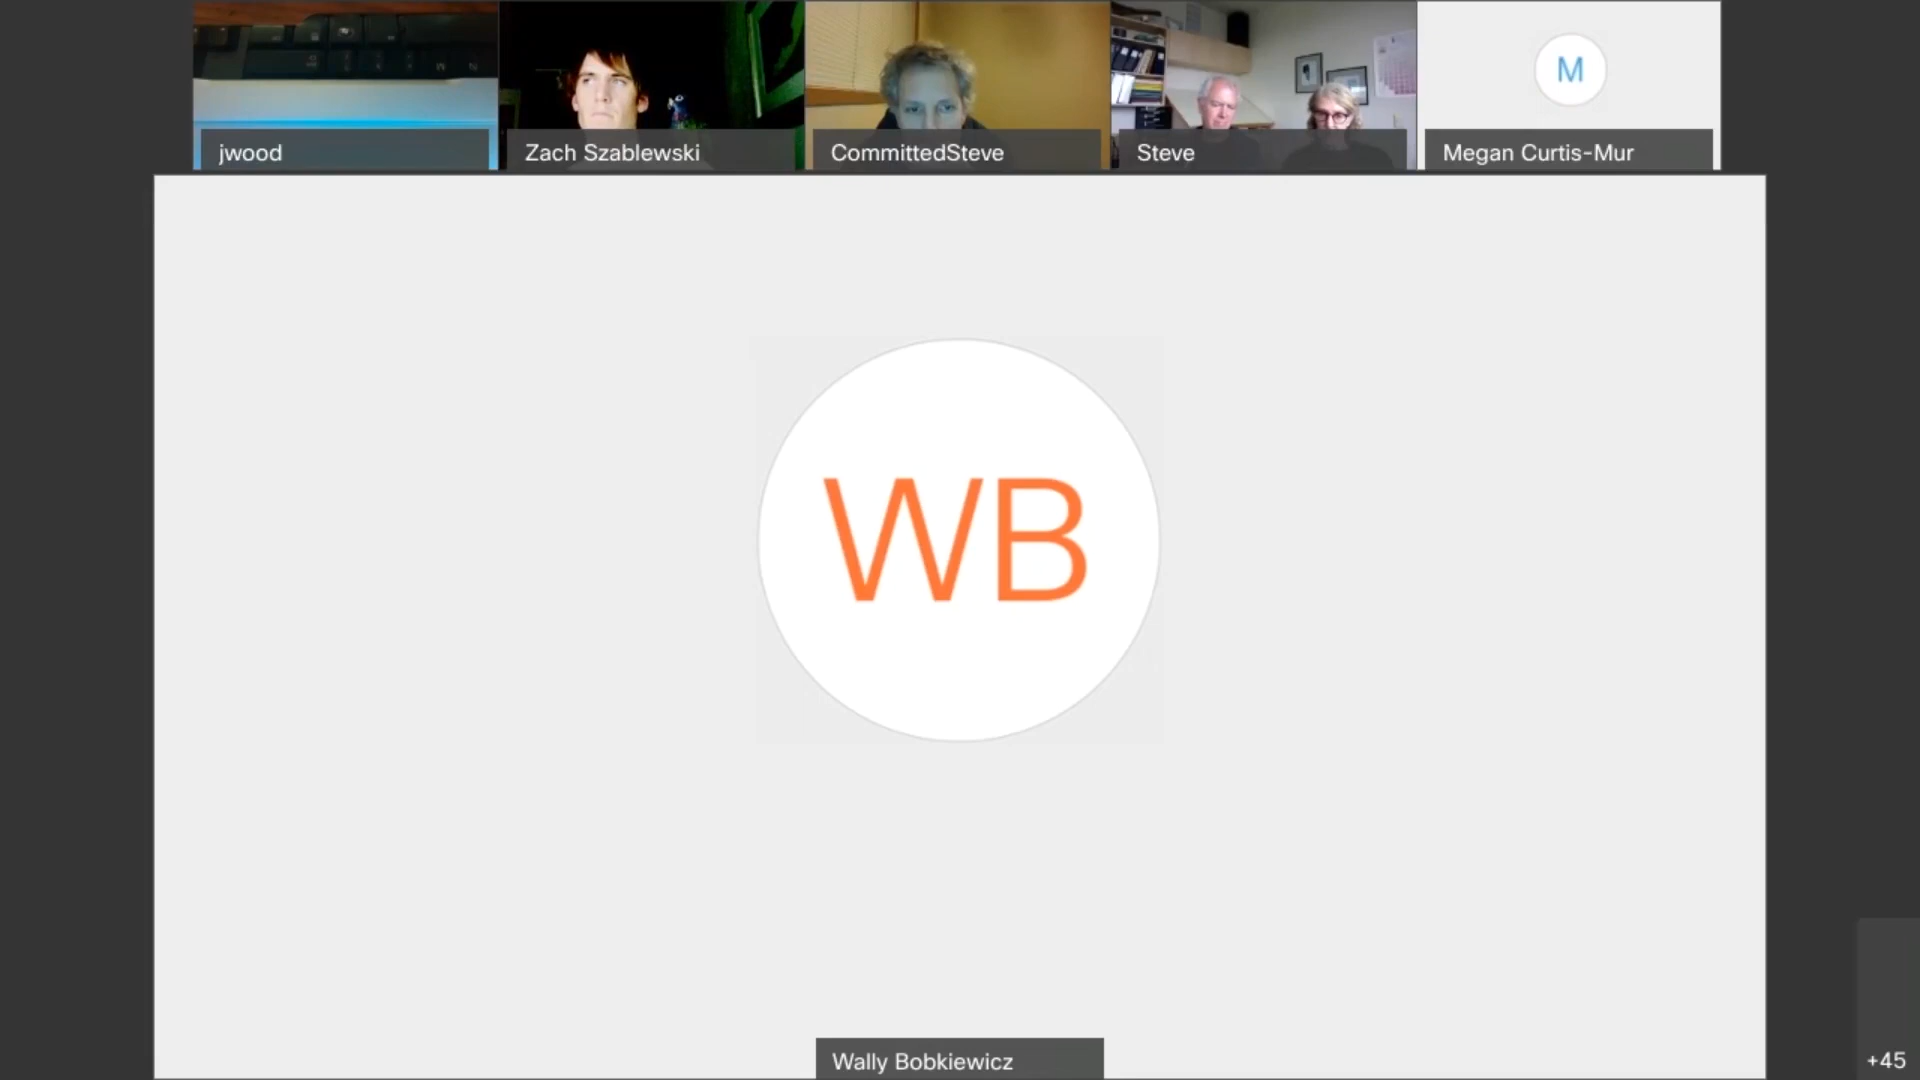 jwood
Zach Szablewski
CommittedSteve
Steve
M
Megan Curtis-Mur
WB
Wally Bobkiewicz
+45